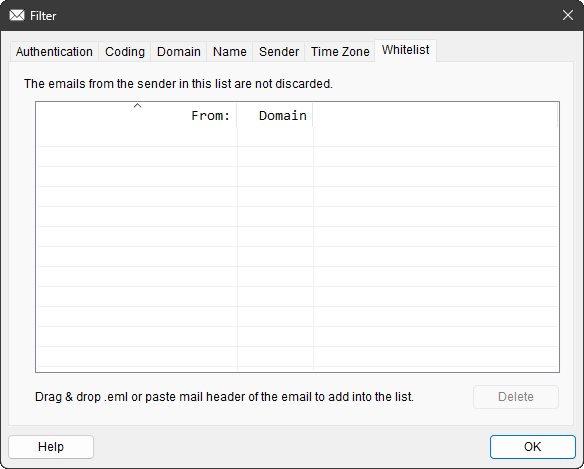 Filter
Authentication Coding Domain Name Sender Time Zone Whitelist
The emails from the sender in this list are not discarded.
From: Domain
Drag & drop .eml or paste mail header of the email to add into the list.
Delete
Help
OK